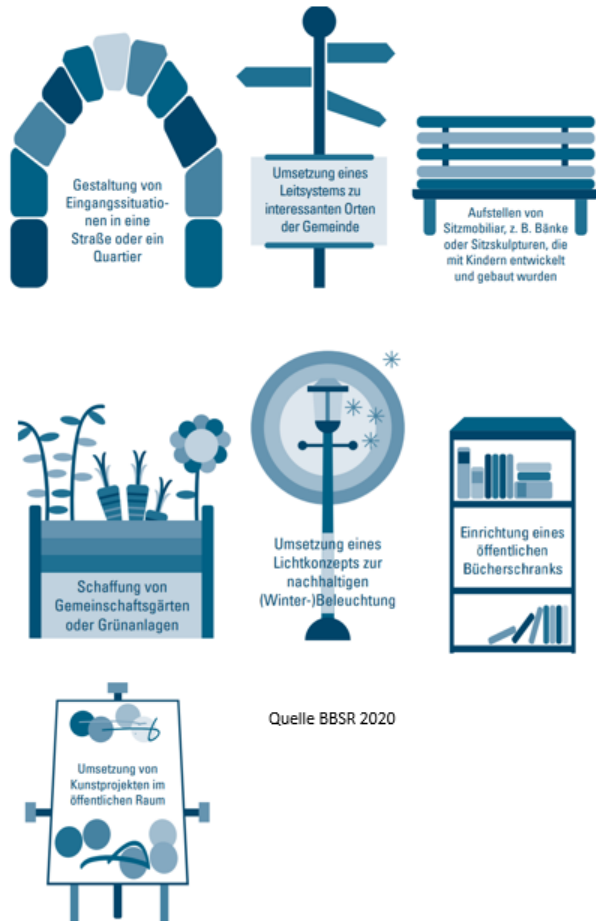 Gestaltung von
Eingangssituatio-
nen in eine
Straße oder ein
Quartier
Umsetzung eines
Leitsystems zu
interessanten Orten
der Gemeinde
Aufstellen von
Sitzmobiliar, z. B. Bänke
oder Sitzskulpturen, die
mit Kindern entwickelt
und gebaut wurden
Schaffung von
Gemeinschaftsgärten
oder Grünanlagen
Umsetzung eines
Lichtkonzepts zur
nachhaltigen
(Winter-)Beleuchtung
Einrichtung eines
öffentlichen
Bücherschranks
Umsetzung von
Kunstprojekten im
öffentlichen Raum
Quelle BBSR 2020